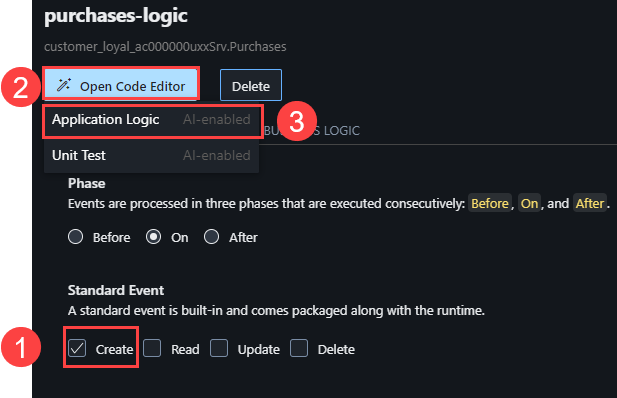 purchases-logic
customer_loyal_ac000000uxxSrv.Purchases
2
Open Code Editor
Delete
Application Logic AI-enabled
3
LOGIC
Unit Test AI-enabled
Phase
Events are processed in three phases that are executed consecutively: Before, On, and After.
Before On After
Standard Event
A standard event is built-in and comes packaged along with the runtime.
1
Create Read Update Delete